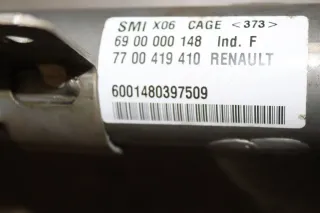 SMI X06 CAGE <373>
69 00 000 148 Ind. F
77 00 419 410 RENAULT
6001480397509